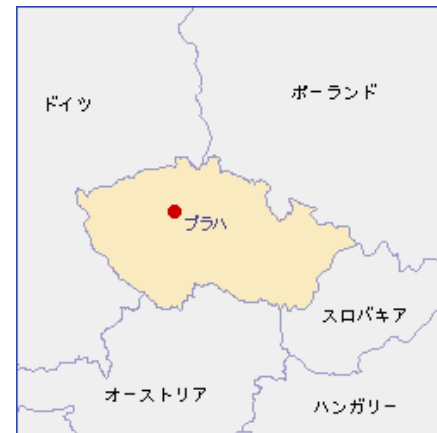 ドイツ
ポーランド
プラハ
スロバキア
オーストリア
ハンガリー